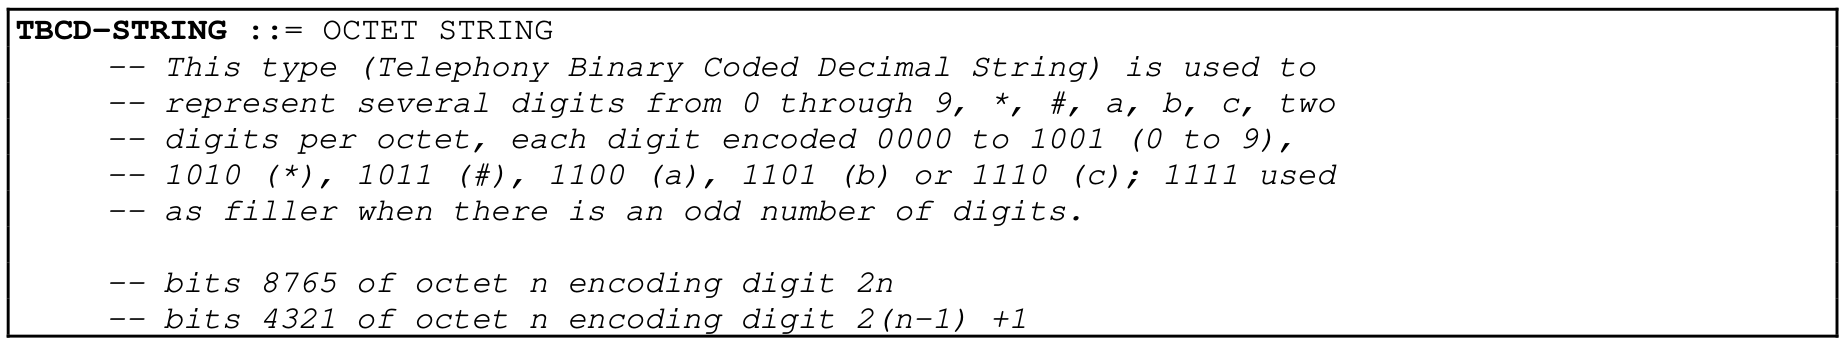 TBCD-STRING ::= OCTET STRING
-- This type (Telephony Binary Coded Decimal String) is used to
-- represent several digits from 0 through 9, *, #, a, b, c, two
-- digits per octet, each digit encoded 0000 to 1001 (0 to 9),
-- 1010 (*), 1011 (#), 1100 (a), 1101 (b) or 1110 (c); 1111 used
-- as filler when there is an odd number of digits.
-- bits 8765 of octet n encoding digit 2n
-- bits 4321 of octet n encoding digit 2(n-1) +1